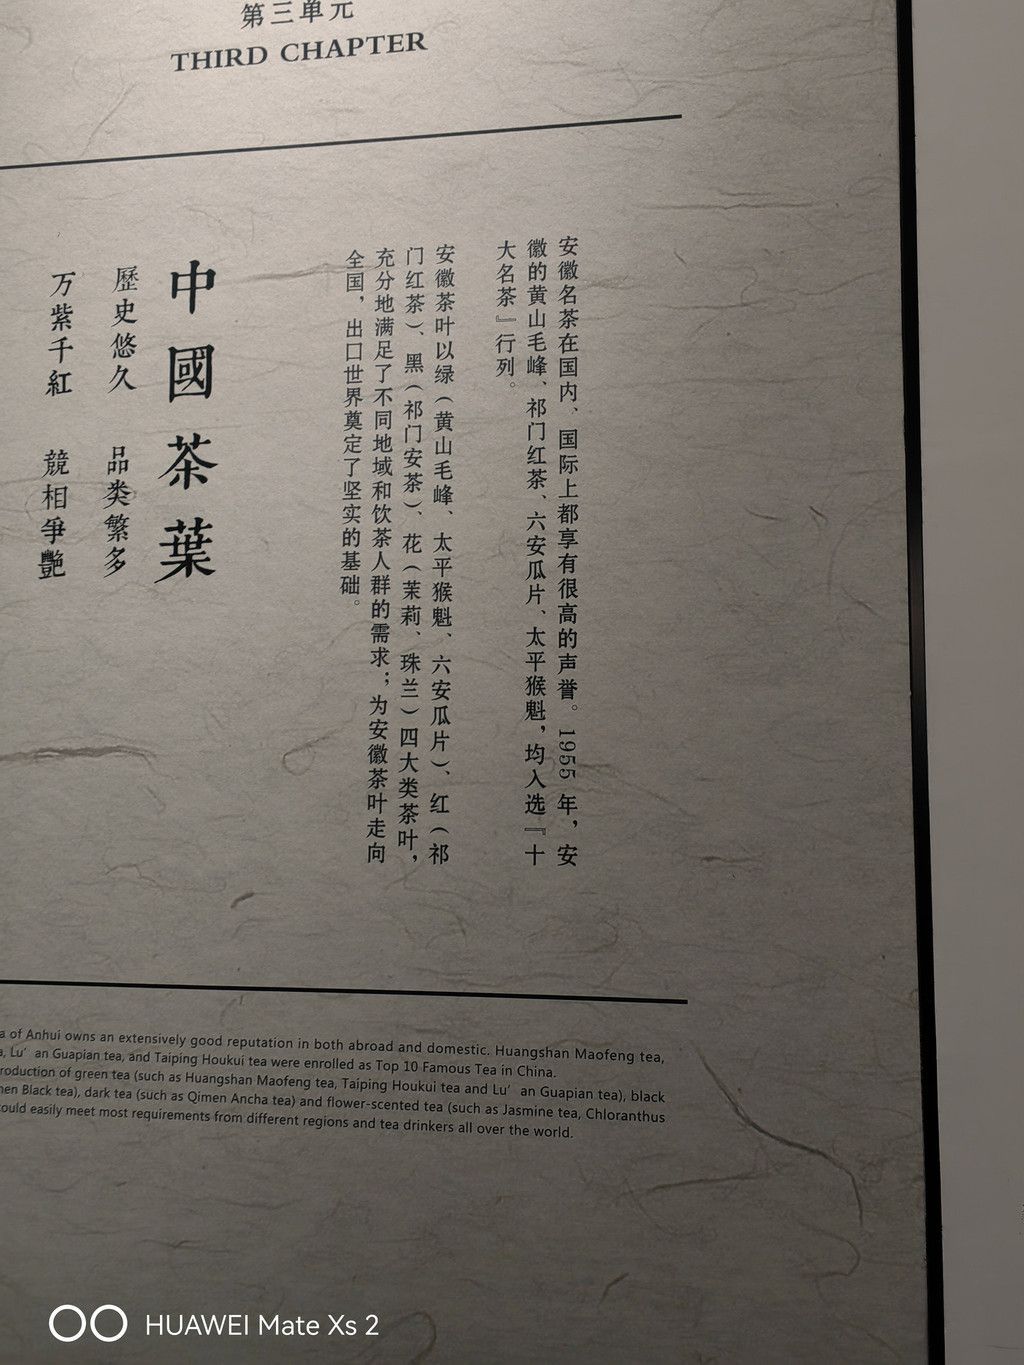 第三单元
THIRD CHAPTER
安徽名茶在国内、国际上都享有很高的声誉。1955年，安
徽的黄山毛峰、祁门红茶、六安瓜片、太平猴魁，均入选『十
大名茶』行列。
安徽茶叶以绿（黄山毛峰、太平猴魁、六安瓜片）、红（祁
门红茶）、黑（祁门安茶）、花（茉莉、珠兰）四大类茶叶，
充分地满足了不同地域和饮茶人群的需求；为安徽茶叶走向
全国，出口世界奠定了坚实的基础。
中國茶葉
歷史悠久 品类繁多
万紫千紅 競相爭艷
of Anhui owns an extensively good reputation in both abroad and domestic. Huangshan Maofeng tea,
Lu'an Guapian tea, and Taiping Houkui tea were enrolled as Top 10 Famous Tea in China.
roduction of green tea (such as Huangshan Maofeng tea, Taiping Houkui tea and Lu'an Guapian tea), black
men Black tea), dark tea (such as Qimen Ancha tea) and flower-scented tea (such as Jasmine tea, Chloranthus
ould easily meet most requirements from different regions and tea drinkers all over the world.
HUAWEI Mate Xs 2